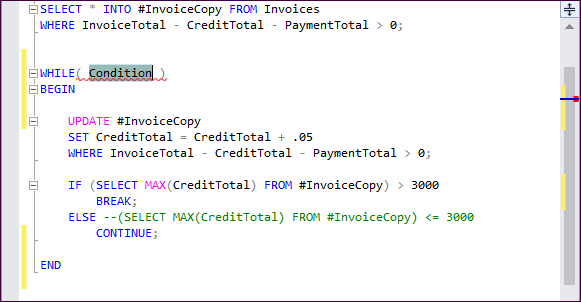 SELECT * INTO #InvoiceCopy FROM Invoices
WHERE InvoiceTotal - CreditTotal - PaymentTotal > 0;
WHILE( Condition )
BEGIN
UPDATE #InvoiceCopy
SET CreditTotal = CreditTotal + .05
WHERE InvoiceTotal - CreditTotal - PaymentTotal > 0;
IF (SELECT MAX(CreditTotal) FROM #InvoiceCopy) > 3000
BREAK;
ELSE --(SELECT MAX(CreditTotal) FROM #InvoiceCopy) <= 3000
CONTINUE;
END